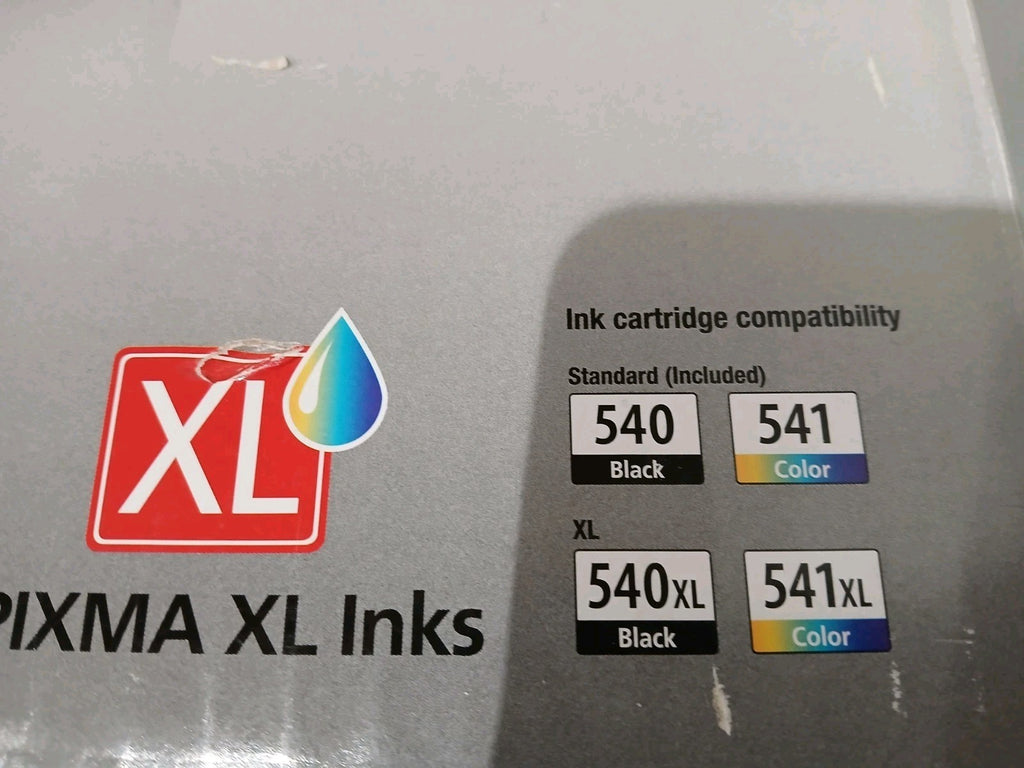 XL
PIXMA XL Inks
Ink cartridge compatibility
Standard (Included)
540 541
Black Color
XL
540XL 541XL
Black Color